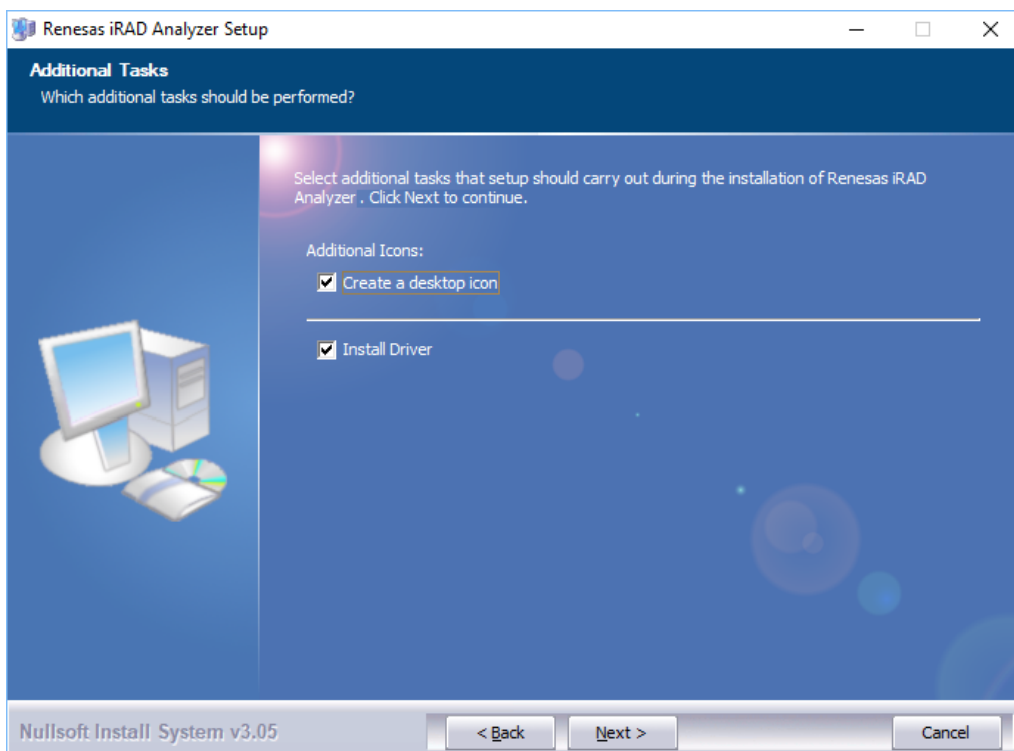 Renesas iRAD Analyzer Setup
Additional Tasks
Which additional tasks should be performed?
Select additional tasks that setup should carry out during the installation of Renesas iRAD
Analyzer . Click Next to continue.
Additional Icons:
Create a desktop icon
Install Driver
Nullsoft Install System v3.05
< Back
Next >
Cancel